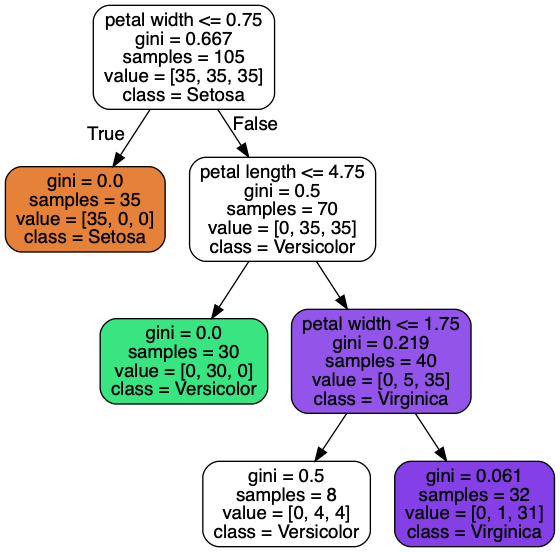 petal width <= 0.75
gini = 0.667
samples = 105
value = [35, 35, 35]
class = Setosa
True
False
gini = 0.0
samples = 35
value = [35, 0, 0]
class = Setosa
petal length <= 4.75
gini = 0.5
samples = 70
value = [0, 35, 35]
class = Versicolor
gini = 0.0
samples = 30
value = [0, 30, 0]
class = Versicolor
petal width <= 1.75
gini = 0.219
samples = 40
value = [0, 5, 35]
class = Virginica
gini = 0.5
samples = 8
value = [0, 4, 4]
class = Versicolor
gini = 0.061
samples = 32
value = [0, 1, 31]
class = Virginica